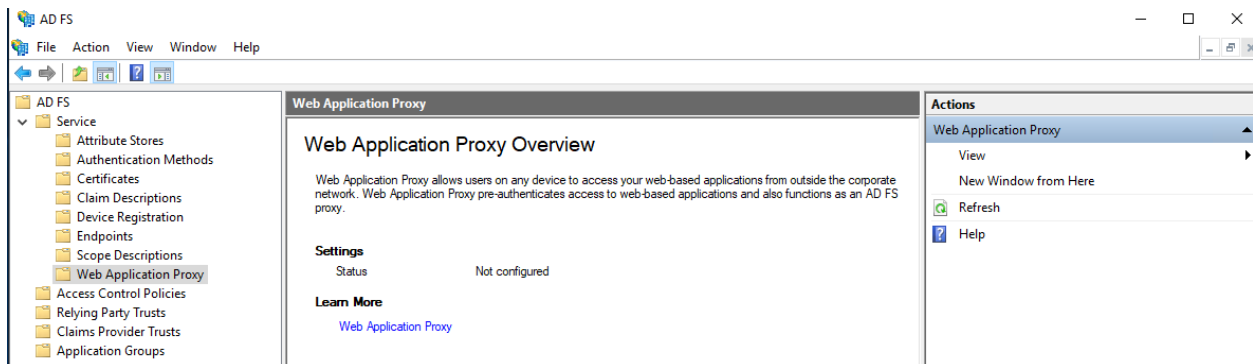 AD FS
File Action View Window Help
AD FS
Service
Attribute Stores
Authentication Methods
Certificates
Claim Descriptions
Device Registration
Endpoints
Scope Descriptions
Web Application Proxy
Access Control Policies
Relying Party Trusts
Claims Provider Trusts
Application Groups
Web Application Proxy
Web Application Proxy Overview
Web Application Proxy allows users on any device to access your web-based applications from outside the corporate
network. Web Application Proxy pre-authenticates access to web-based applications and also functions as an AD FS
proxy.
Settings
Status Not configured
Learn More
Web Application Proxy
Actions
Web Application Proxy
View
New Window from Here
Refresh
Help